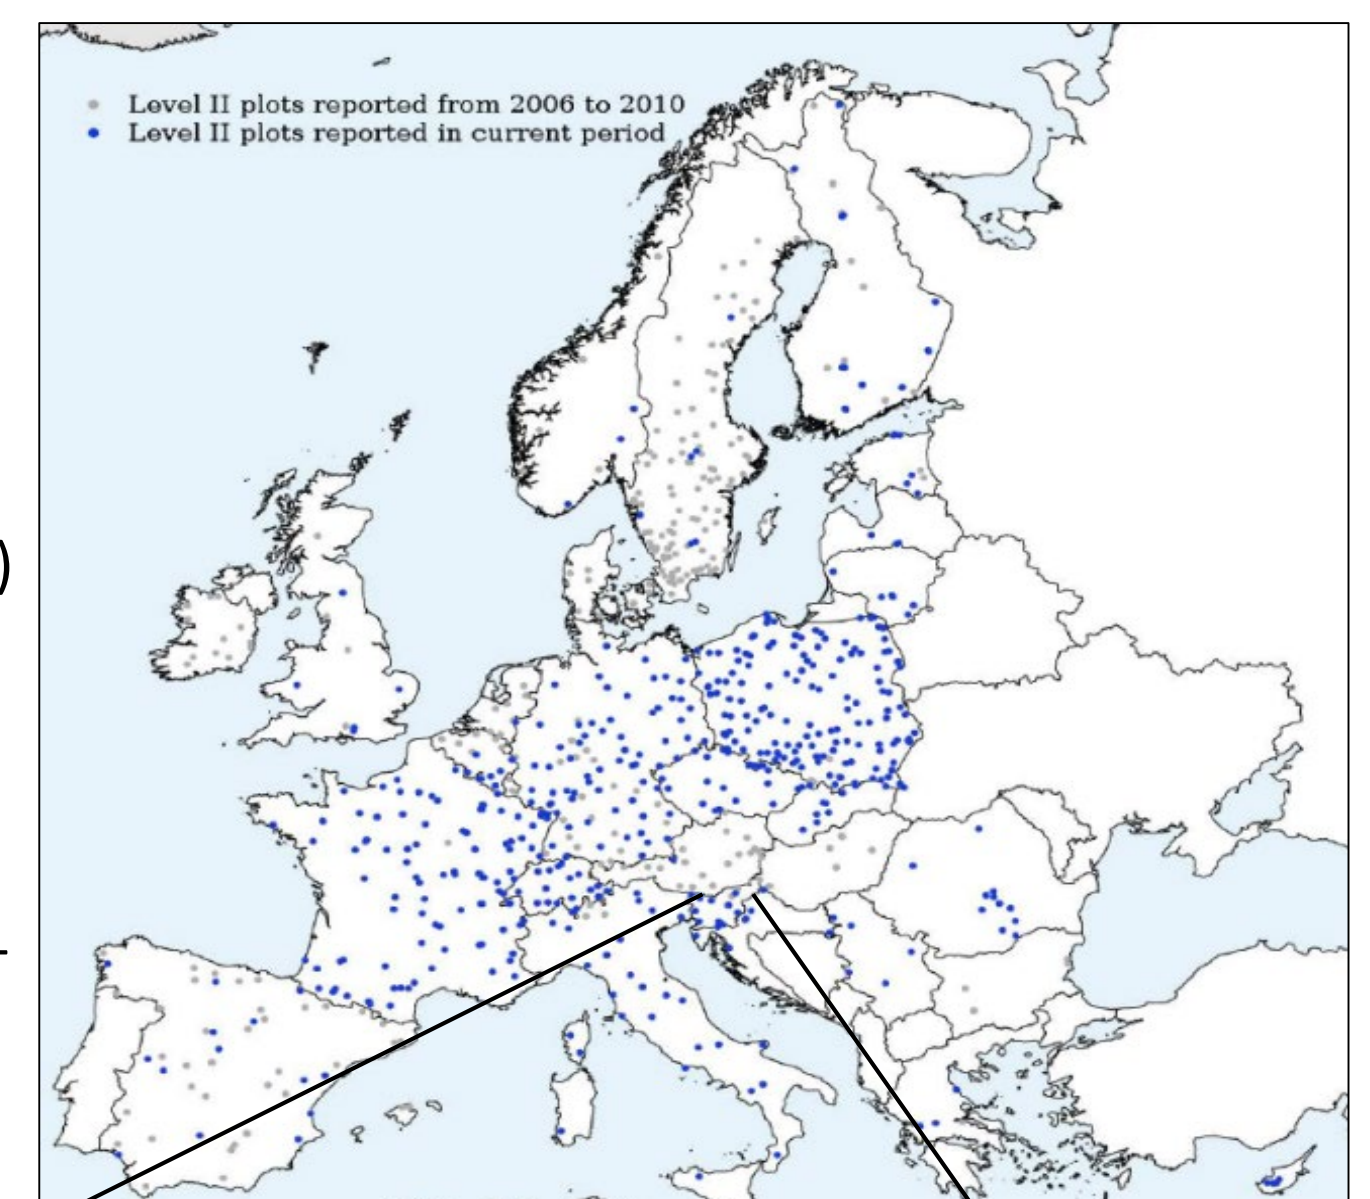 Level II plots reported from 2006 to 2010
Level II plots reported in current period
)